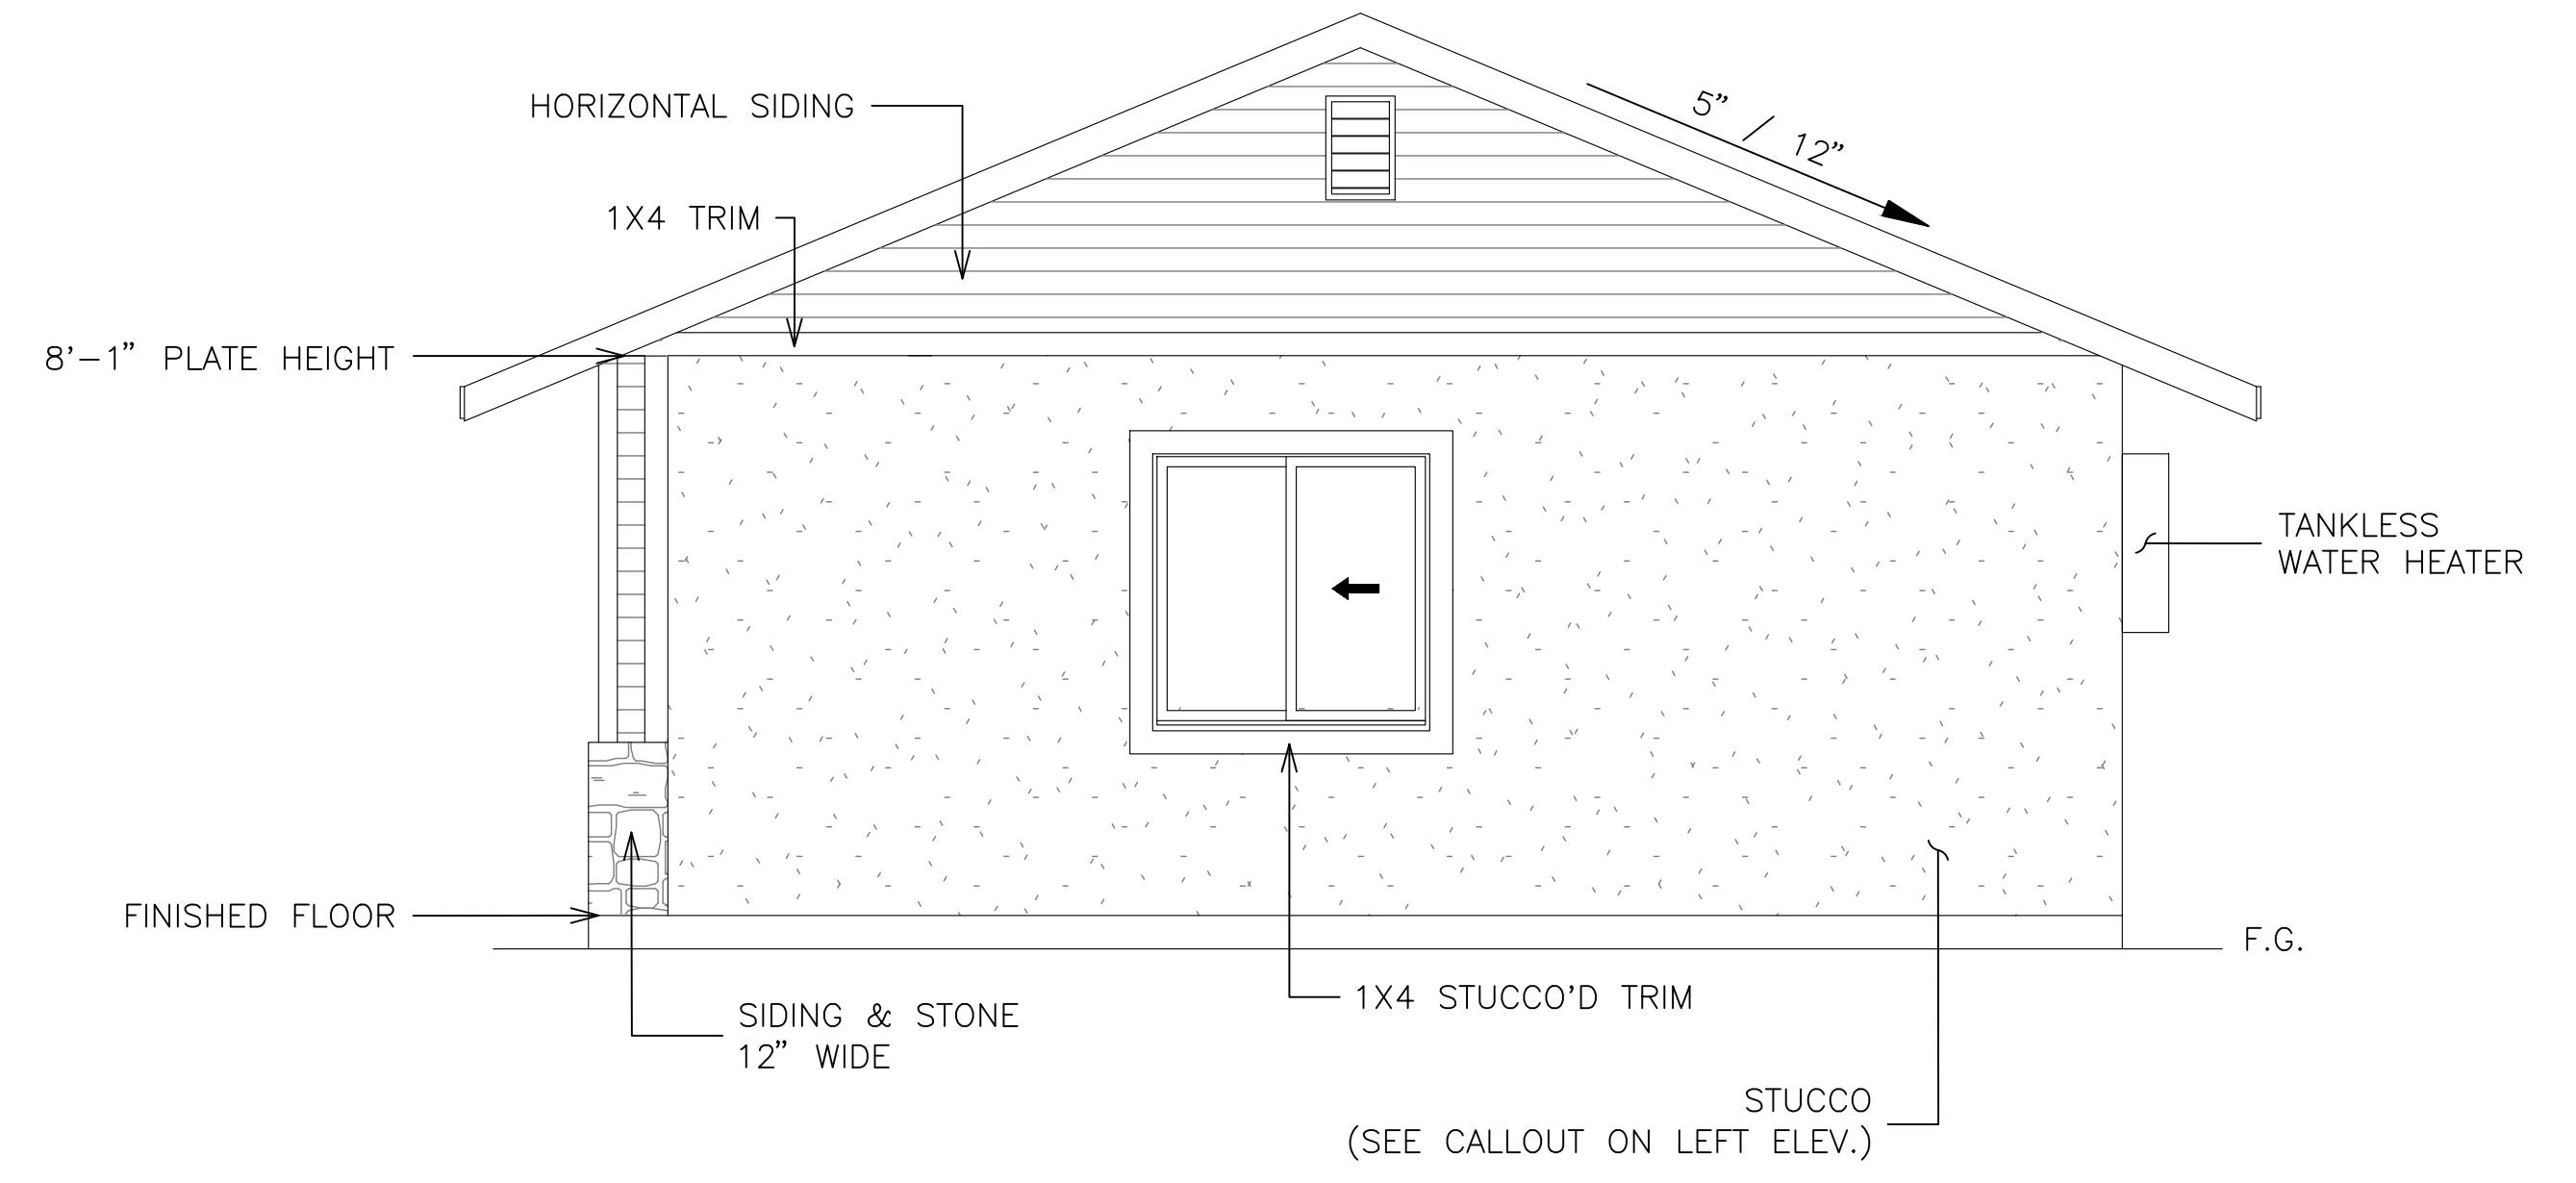 5” / 12”
HORIZONTAL SIDING
1X4 TRIM
8’-1” PLATE HEIGHT
TANKLESS
WATER HEATER
FINISHED FLOOR
F.G.
SIDING & STONE
12” WIDE
1X4 STUCCO’D TRIM
STUCCO
(SEE CALLOUT ON LEFT ELEV.)